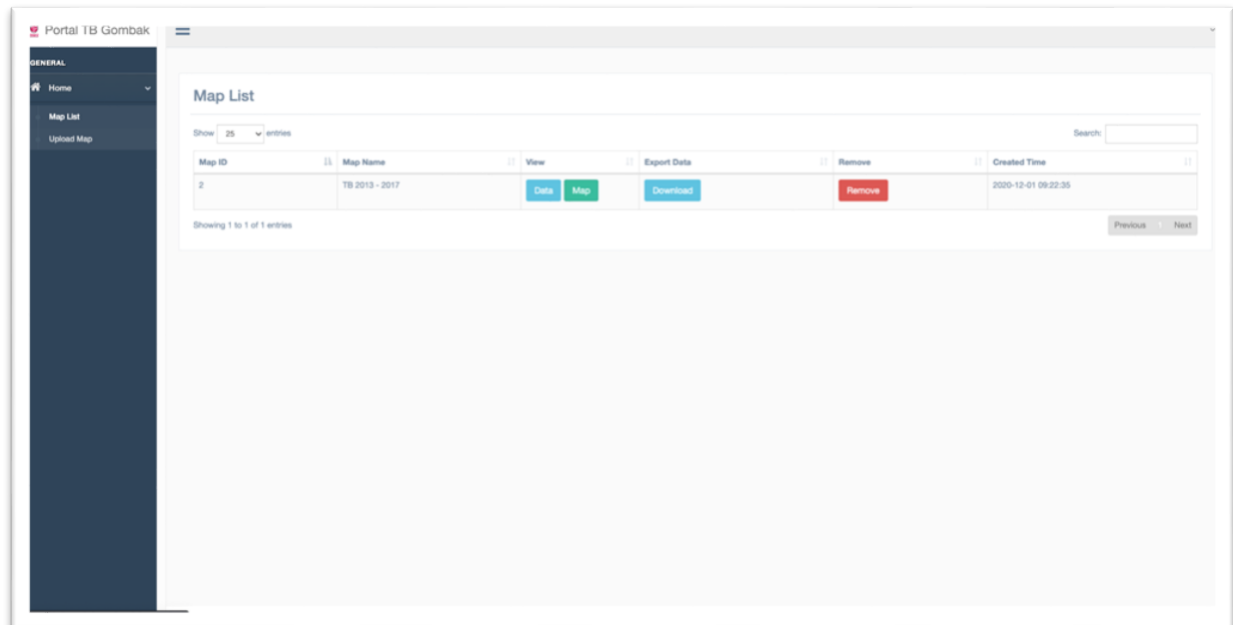 Portal TB Gombak
GENERAL
Home
Map List
Upload Map
Map List
Show 25 entries
Search:
Map ID Map Name View Export Data Remove Created Time
2 TB 2013 - 2017 Data Map Download Remove 2020-12-01 09:22:35
Showing 1 to 1 of 1 entries
Previous 1 Next